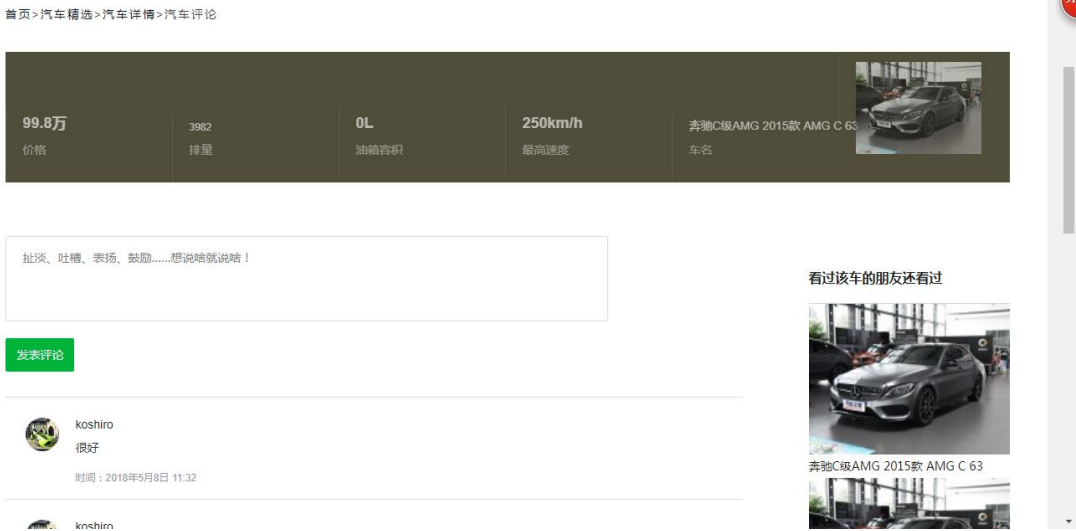 首页>汽车精选>汽车详情>汽车评论
99.8万
价格
3982
排量
0L
油箱容积
250km/h
最高速度
奔驰C级AMG 2015款 AMG C 63
车名
扯淡、吐槽、表扬、鼓励......想说啥就说啥！
发表评论
koshiro
很好
时间：2018年5月8日 11:32
koshiro
看过该车的朋友还看过
奔驰C级AMG 2015款 AMG C 63